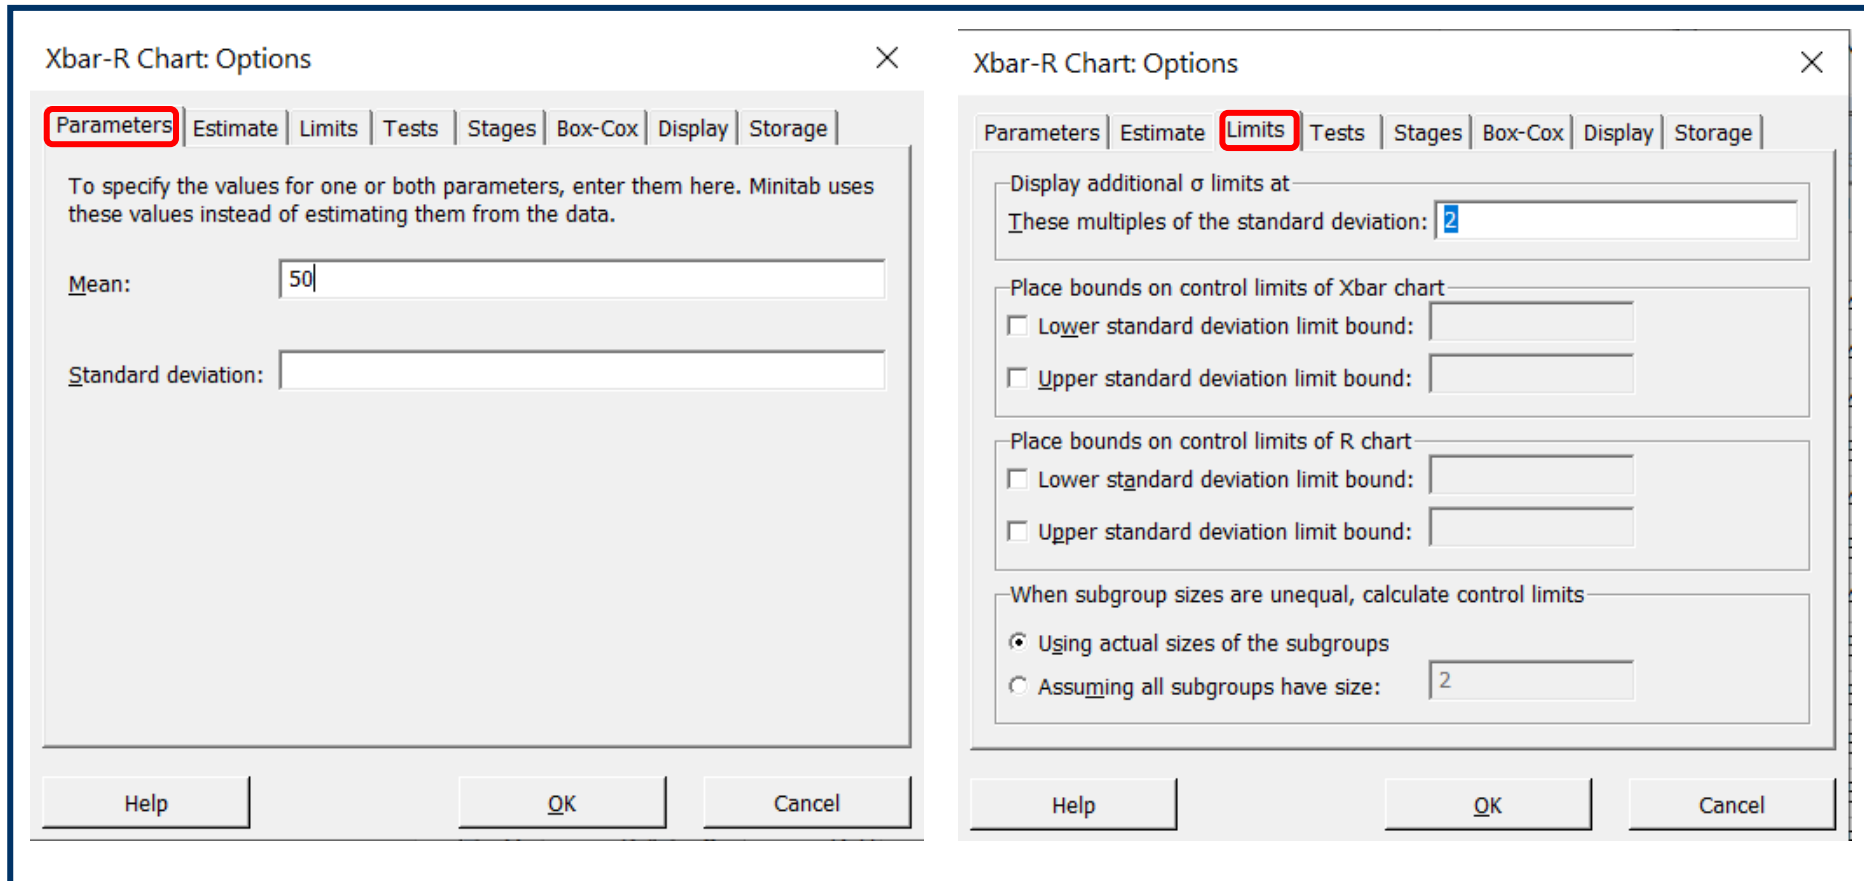 Xbar-R Chart: Options
Parameters Estimate Limits Tests Stages Box-Cox Display Storage
To specify the values for one or both parameters, enter them here. Minitab uses
these values instead of estimating them from the data.
Mean: 50
Standard deviation:
Help OK Cancel
Xbar-R Chart: Options
Parameters Estimate Limits Tests Stages Box-Cox Display Storage
Display additional σ limits at
These multiples of the standard deviation: 2
Place bounds on control limits of Xbar chart
Lower standard deviation limit bound:
Upper standard deviation limit bound:
Place bounds on control limits of R chart
Lower standard deviation limit bound:
Upper standard deviation limit bound:
When subgroup sizes are unequal, calculate control limits
Using actual sizes of the subgroups
Assuming all subgroups have size: 2
Help OK Cancel